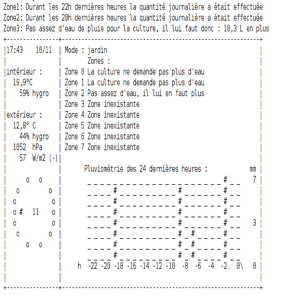 Zone1: Durant les 22h dernières heures la quantité journalière a était effectuée
Zone2: Durant les 20h dernières heures la quantité journalière a était effectuée
Zone3: Pas assez d'eau de pluie pour la culture, il lui faut donc : 10,3 L en plus
17:43 10/11 | Mode : jardin
Zones :
intérieur : Zone 0 La culture ne demande pas plus d'eau
19,9°C Zone 1 La culture ne demande pas plus d'eau
59% hygro Zone 2 Pas assez d'eau, il lui en faut plus
Zone 3 Zone inexistante
extérieur : Zone 4 Zone inexistante
12,8° C Zone 5 Zone inexistante
44% hygro Zone 6 Zone inexistante
1052 hPa Zone 7 Zone inexistante
57 W/m2 [-]
Pluviométrie des 24 dernières heures : mm
o o # 7
o o # # #
o o # # #
o # 11 o # # #
o o # # # 3
o o # # # #
o o # # # #
# # # #
h -22 -20 -18 -16 -14 -12 -10 -8 -6 -4 -2 0\ 0